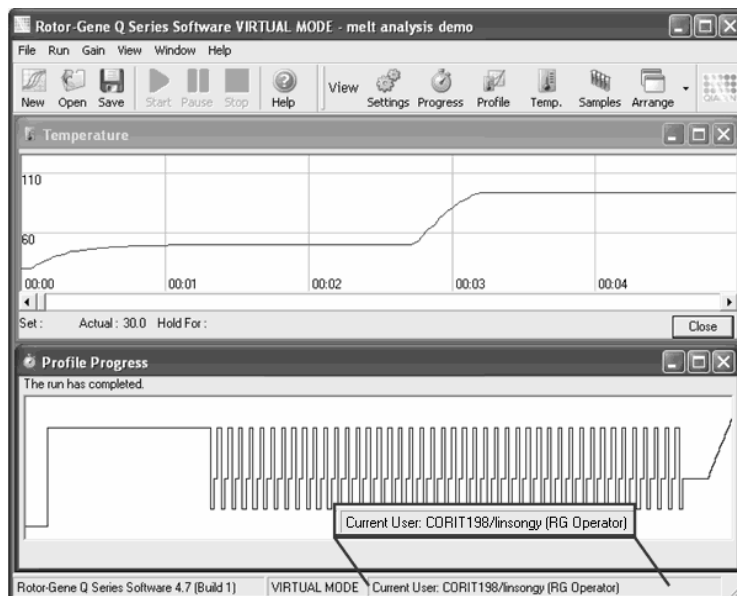 Rotor-Gene Q Series Software VIRTUAL MODE - melt analysis demo
File Run Gain View Window Help
New Open Save Start Pause Stop Help View Settings Progress Profile Temp. Samples Arrange
Temperature
110
60
00:00 00:01 00:02 00:03 00:04
Set : Actual : 30.0 Hold For : Close
Profile Progress
The run has completed.
Current User: CORIT198/linsongy (RG Operator)
Rotor-Gene Q Series Software 4.7 (Build 1) VIRTUAL MODE Current User: CORIT198/linsongy (RG Operator)